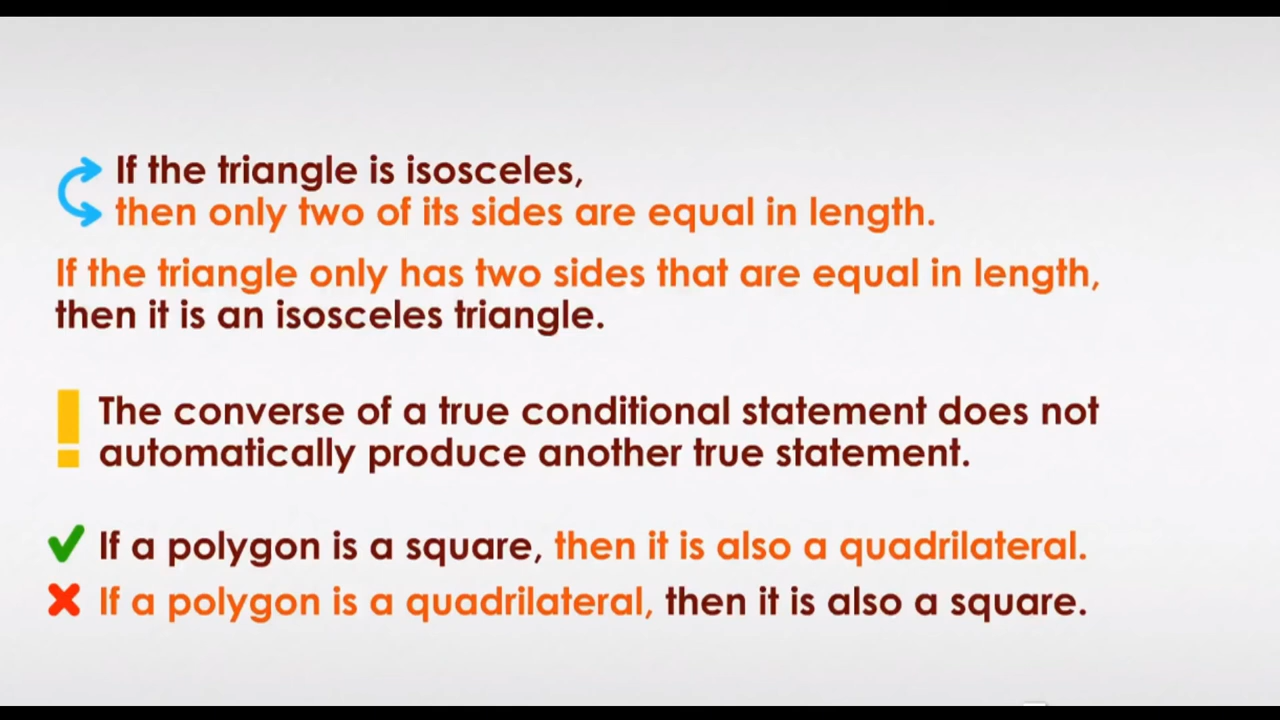 If the triangle is isosceles,
then only two of its sides are equal in length.
If the triangle only has two sides that are equal in length,
then it is an isosceles triangle.
The converse of a true conditional statement does not
automatically produce another true statement.
If a polygon is a square, then it is also a quadrilateral.
If a polygon is a quadrilateral, then it is also a square.